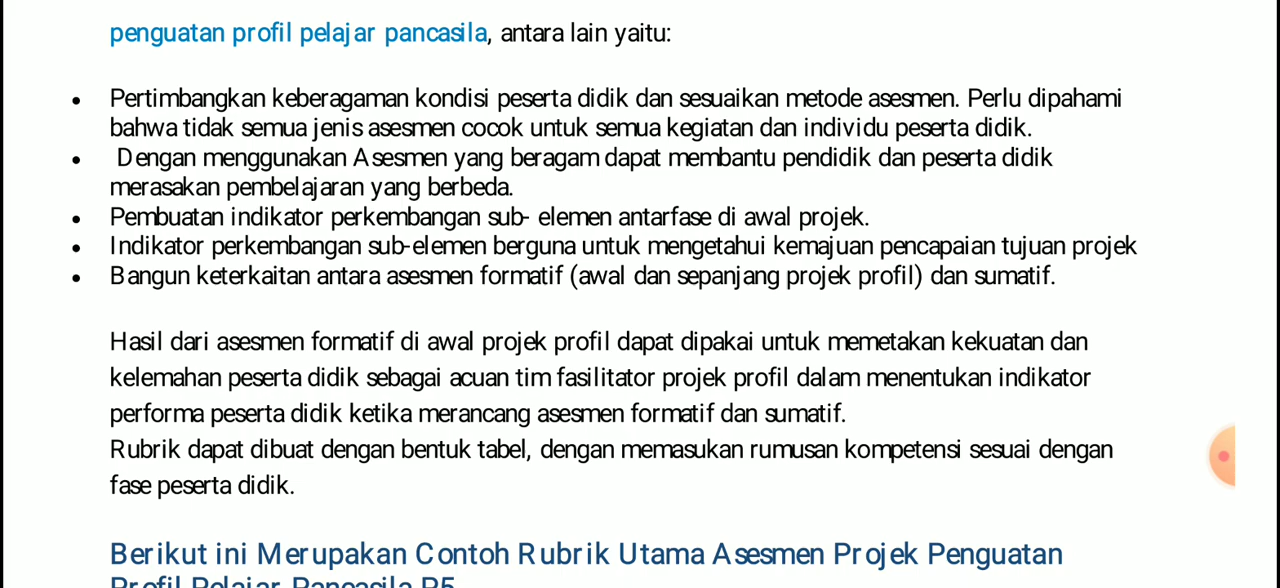 penguatan profil pelajar pancasila, antara lain yaitu:
• Pertimbangkan keberagaman kondisi peserta didik dan sesuaikan metode asesmen. Perlu dipahami
bahwa tidak semua jenis asesmen cocok untuk semua kegiatan dan individu peserta didik.
• Dengan menggunakan Asesmen yang beragam dapat membantu pendidik dan peserta didik
merasakan pembelajaran yang berbeda.
• Pembuatan indikator perkembangan sub- elemen antarfase di awal projek.
• Indikator perkembangan sub-elemen berguna untuk mengetahui kemajuan pencapaian tujuan projek
• Bangun keterkaitan antara asesmen formatif (awal dan sepanjang projek profil) dan sumatif.
Hasil dari asesmen formatif di awal projek profil dapat dipakai untuk memetakan kekuatan dan
kelemahan peserta didik sebagai acuan tim fasilitator projek profil dalam menentukan indikator
performa peserta didik ketika merancang asesmen formatif dan sumatif.
Rubrik dapat dibuat dengan bentuk tabel, dengan memasukan rumusan kompetensi sesuai dengan
fase peserta didik.
Berikut ini Merupakan Contoh Rubrik Utama Asesmen Projek Penguatan
Profil Pelajar Pancasila P5